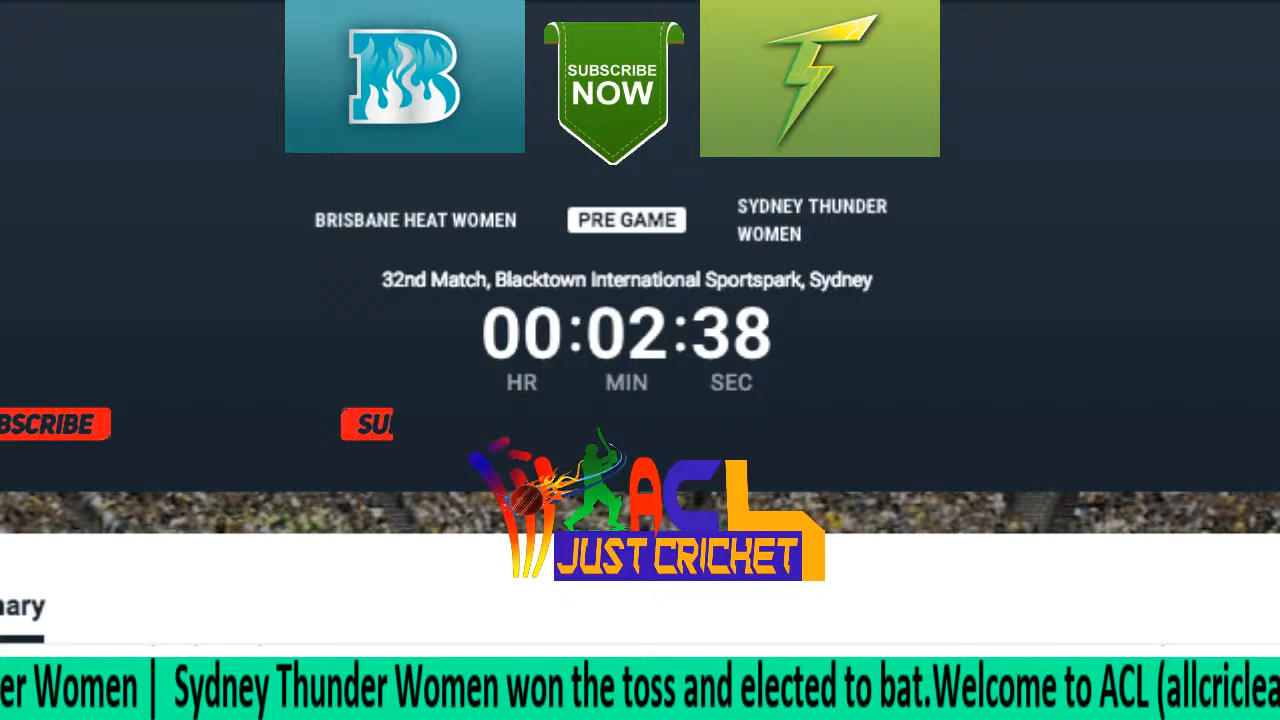 SUBSCRIBE
NOW
BRISBANE HEAT WOMEN
PRE GAME
SYDNEY THUNDER
WOMEN
32nd Match, Blacktown International Sportspark, Sydney
00:02:38
HR MIN SEC
BSCRIBE
SU
ACL
JUST CRICKET
nary
er Women | Sydney Thunder Women won the toss and elected to bat.Welcome to ACL (allcriclea